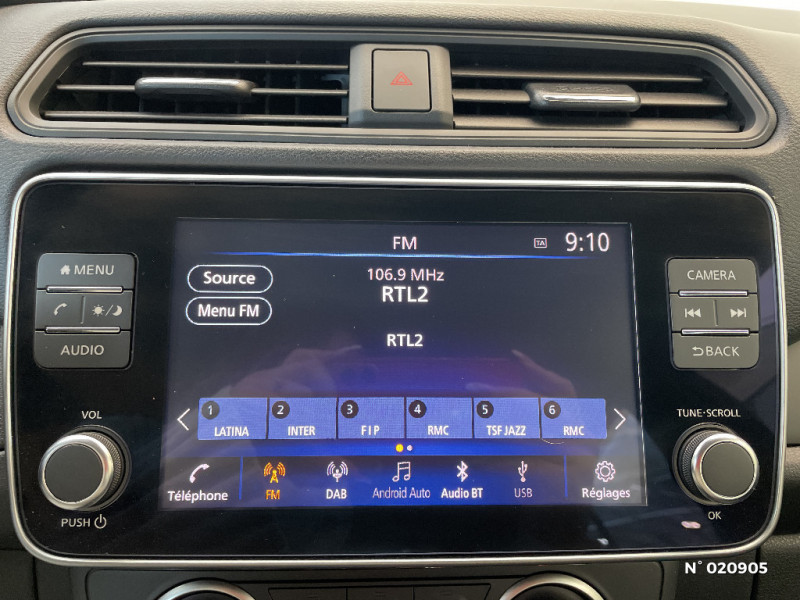 FM TA 9:10
MENU
AUDIO
VOL
PUSH
Source
Menu FM
106.9 MHz
RTL2
RTL2
1 LATINA 2 INTER 3 FIP 4 RMC 5 TSF JAZZ 6 RMC
Téléphone FM DAB Android Auto Audio BT USB Réglages
CAMERA
BACK
TUNE·SCROLL
OK
N° 020905